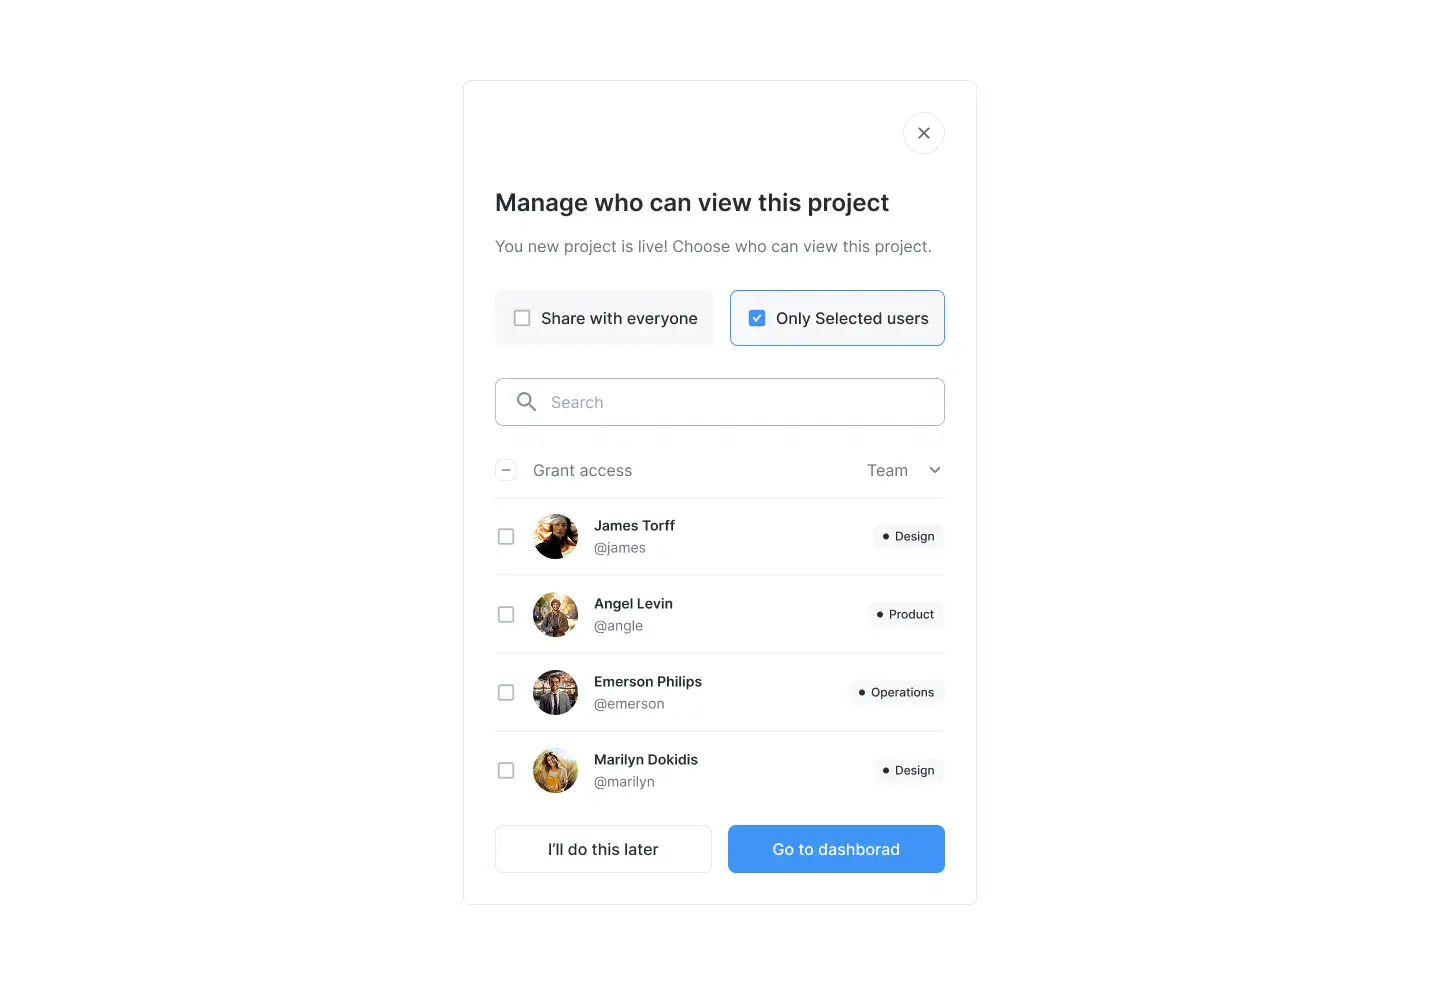 Manage who can view this project
You new project is live! Choose who can view this project.
Share with everyone
Only Selected users
Search
Grant access
Team
James Torff
@james
Design
Angel Levin
@angle
Product
Emerson Philips
@emerson
Operations
Marilyn Dokidis
@marilyn
Design
I'll do this later
Go to dashborad